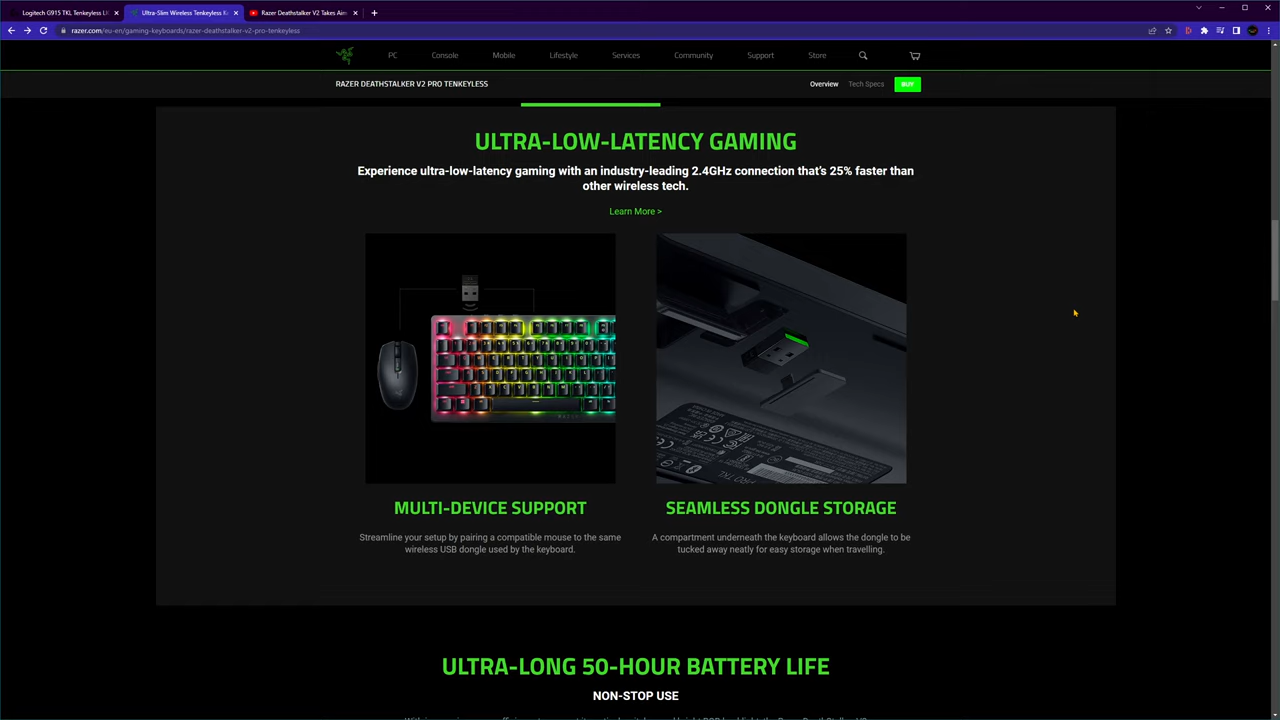 Logitech G915 TKL Tenkeyless LI
Ultra-Slim Wireless Tenkeyless K
Razer Deathstalker V2 Takes Aim
razer.com/eu-en/gaming-keyboards/razer-deathstalker-v2-pro-tenkeyless
PC Console Mobile Lifestyle Services Community Support Store
RAZER DEATHSTALKER V2 PRO TENKEYLESS
Overview Tech Specs BUY
ULTRA-LOW-LATENCY GAMING
Experience ultra-low-latency gaming with an industry-leading 2.4GHz connection that's 25% faster than
other wireless tech.
Learn More >
PRO TKL
MULTI-DEVICE SUPPORT
Streamline your setup by pairing a compatible mouse to the same
wireless USB dongle used by the keyboard.
SEAMLESS DONGLE STORAGE
A compartment underneath the keyboard allows the dongle to be
tucked away neatly for easy storage when travelling.
ULTRA-LONG 50-HOUR BATTERY LIFE
NON-STOP USE